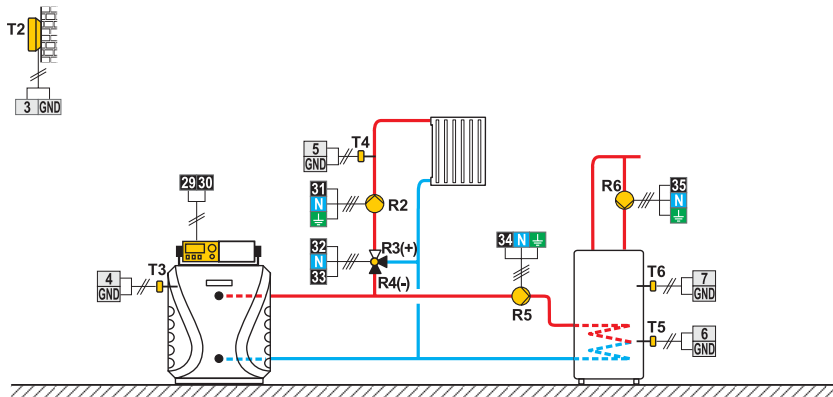 T2
3 GND
29 30
4
GND
T3
5
GND
T4
31
N
R2
32
N
33
R3(+)
R4(-)
34 N
R5
R6
35
N
T6
7
GND
T5
6
GND